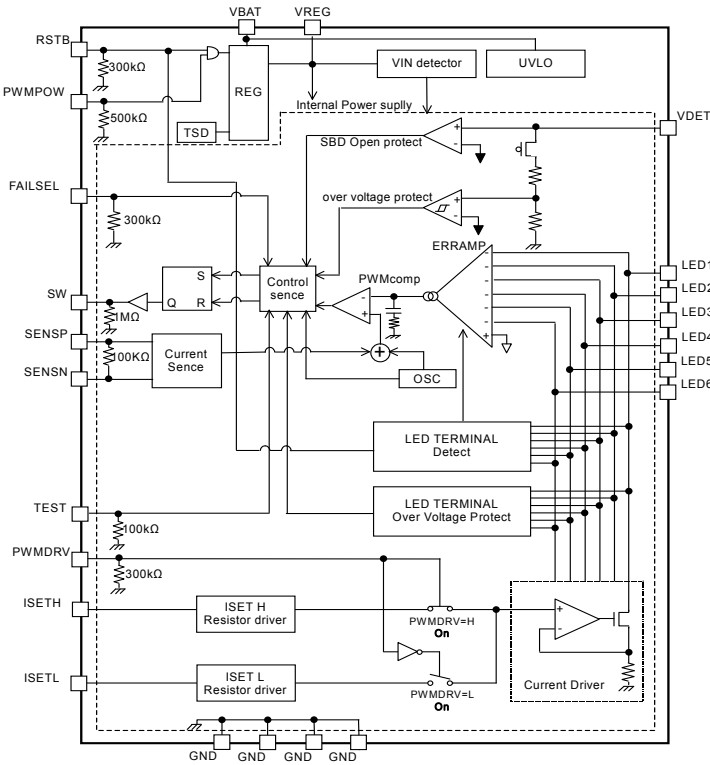 VBAT VREG
RSTB
300kΩ
PWMPOW
500kΩ
REG
TSD
VIN detector
UVLO
Internal Power suplly
VDET
SBD Open protect
+
-
FAILSEL
300kΩ
over voltage protect
+
-
ERRAMP
-
-
-
-
-
-
+
LED1
LED2
LED3
LED4
LED5
LED6
SW
1MΩ
S
Q R
Control
sence
PWMcomp
-
+
SENSP
100KΩ
SENSN
Current
Sence
+
OSC
LED TERMINAL
Detect
LED TERMINAL
Over Voltage Protect
TEST
100kΩ
PWMDRV
300kΩ
ISETH
ISET H
Resistor driver
PWMDRV=H
On
ISETL
ISET L
Resistor driver
PWMDRV=L
On
+
-
Current Driver
GND GND GND GND